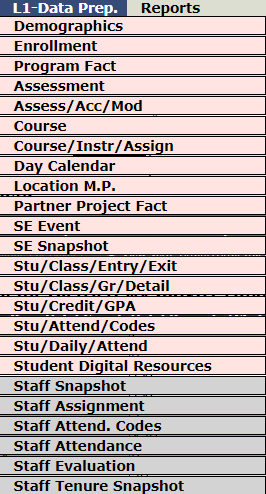 L1-Data Prep. Reports
Demographics
Enrollment
Program Fact
Assessment
Assess/Acc/Mod
Course
Course/Instr/Assign
Day Calendar
Location M.P.
Partner Project Fact
SE Event
SE Snapshot
Stu/Class/Entry/Exit
Stu/Class/Gr/Detail
Stu/Credit/GPA
Stu/Attend/Codes
Stu/Daily/Attend
Student Digital Resources
Staff Snapshot
Staff Assignment
Staff Attend. Codes
Staff Attendance
Staff Evaluation
Staff Tenure Snapshot